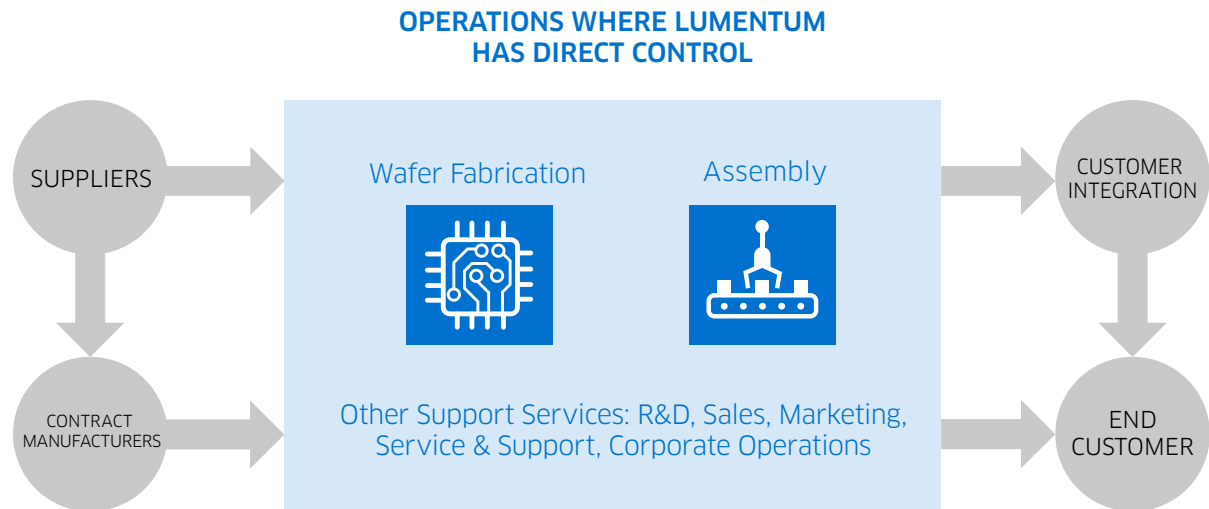 OPERATIONS WHERE LUMENTUM
HAS DIRECT CONTROL
SUPPLIERS
Wafer Fabrication
Assembly
CUSTOMER
INTEGRATION
CONTRACT
MANUFACTURERS
Other Support Services: R&D, Sales, Marketing,
Service & Support, Corporate Operations
END
CUSTOMER